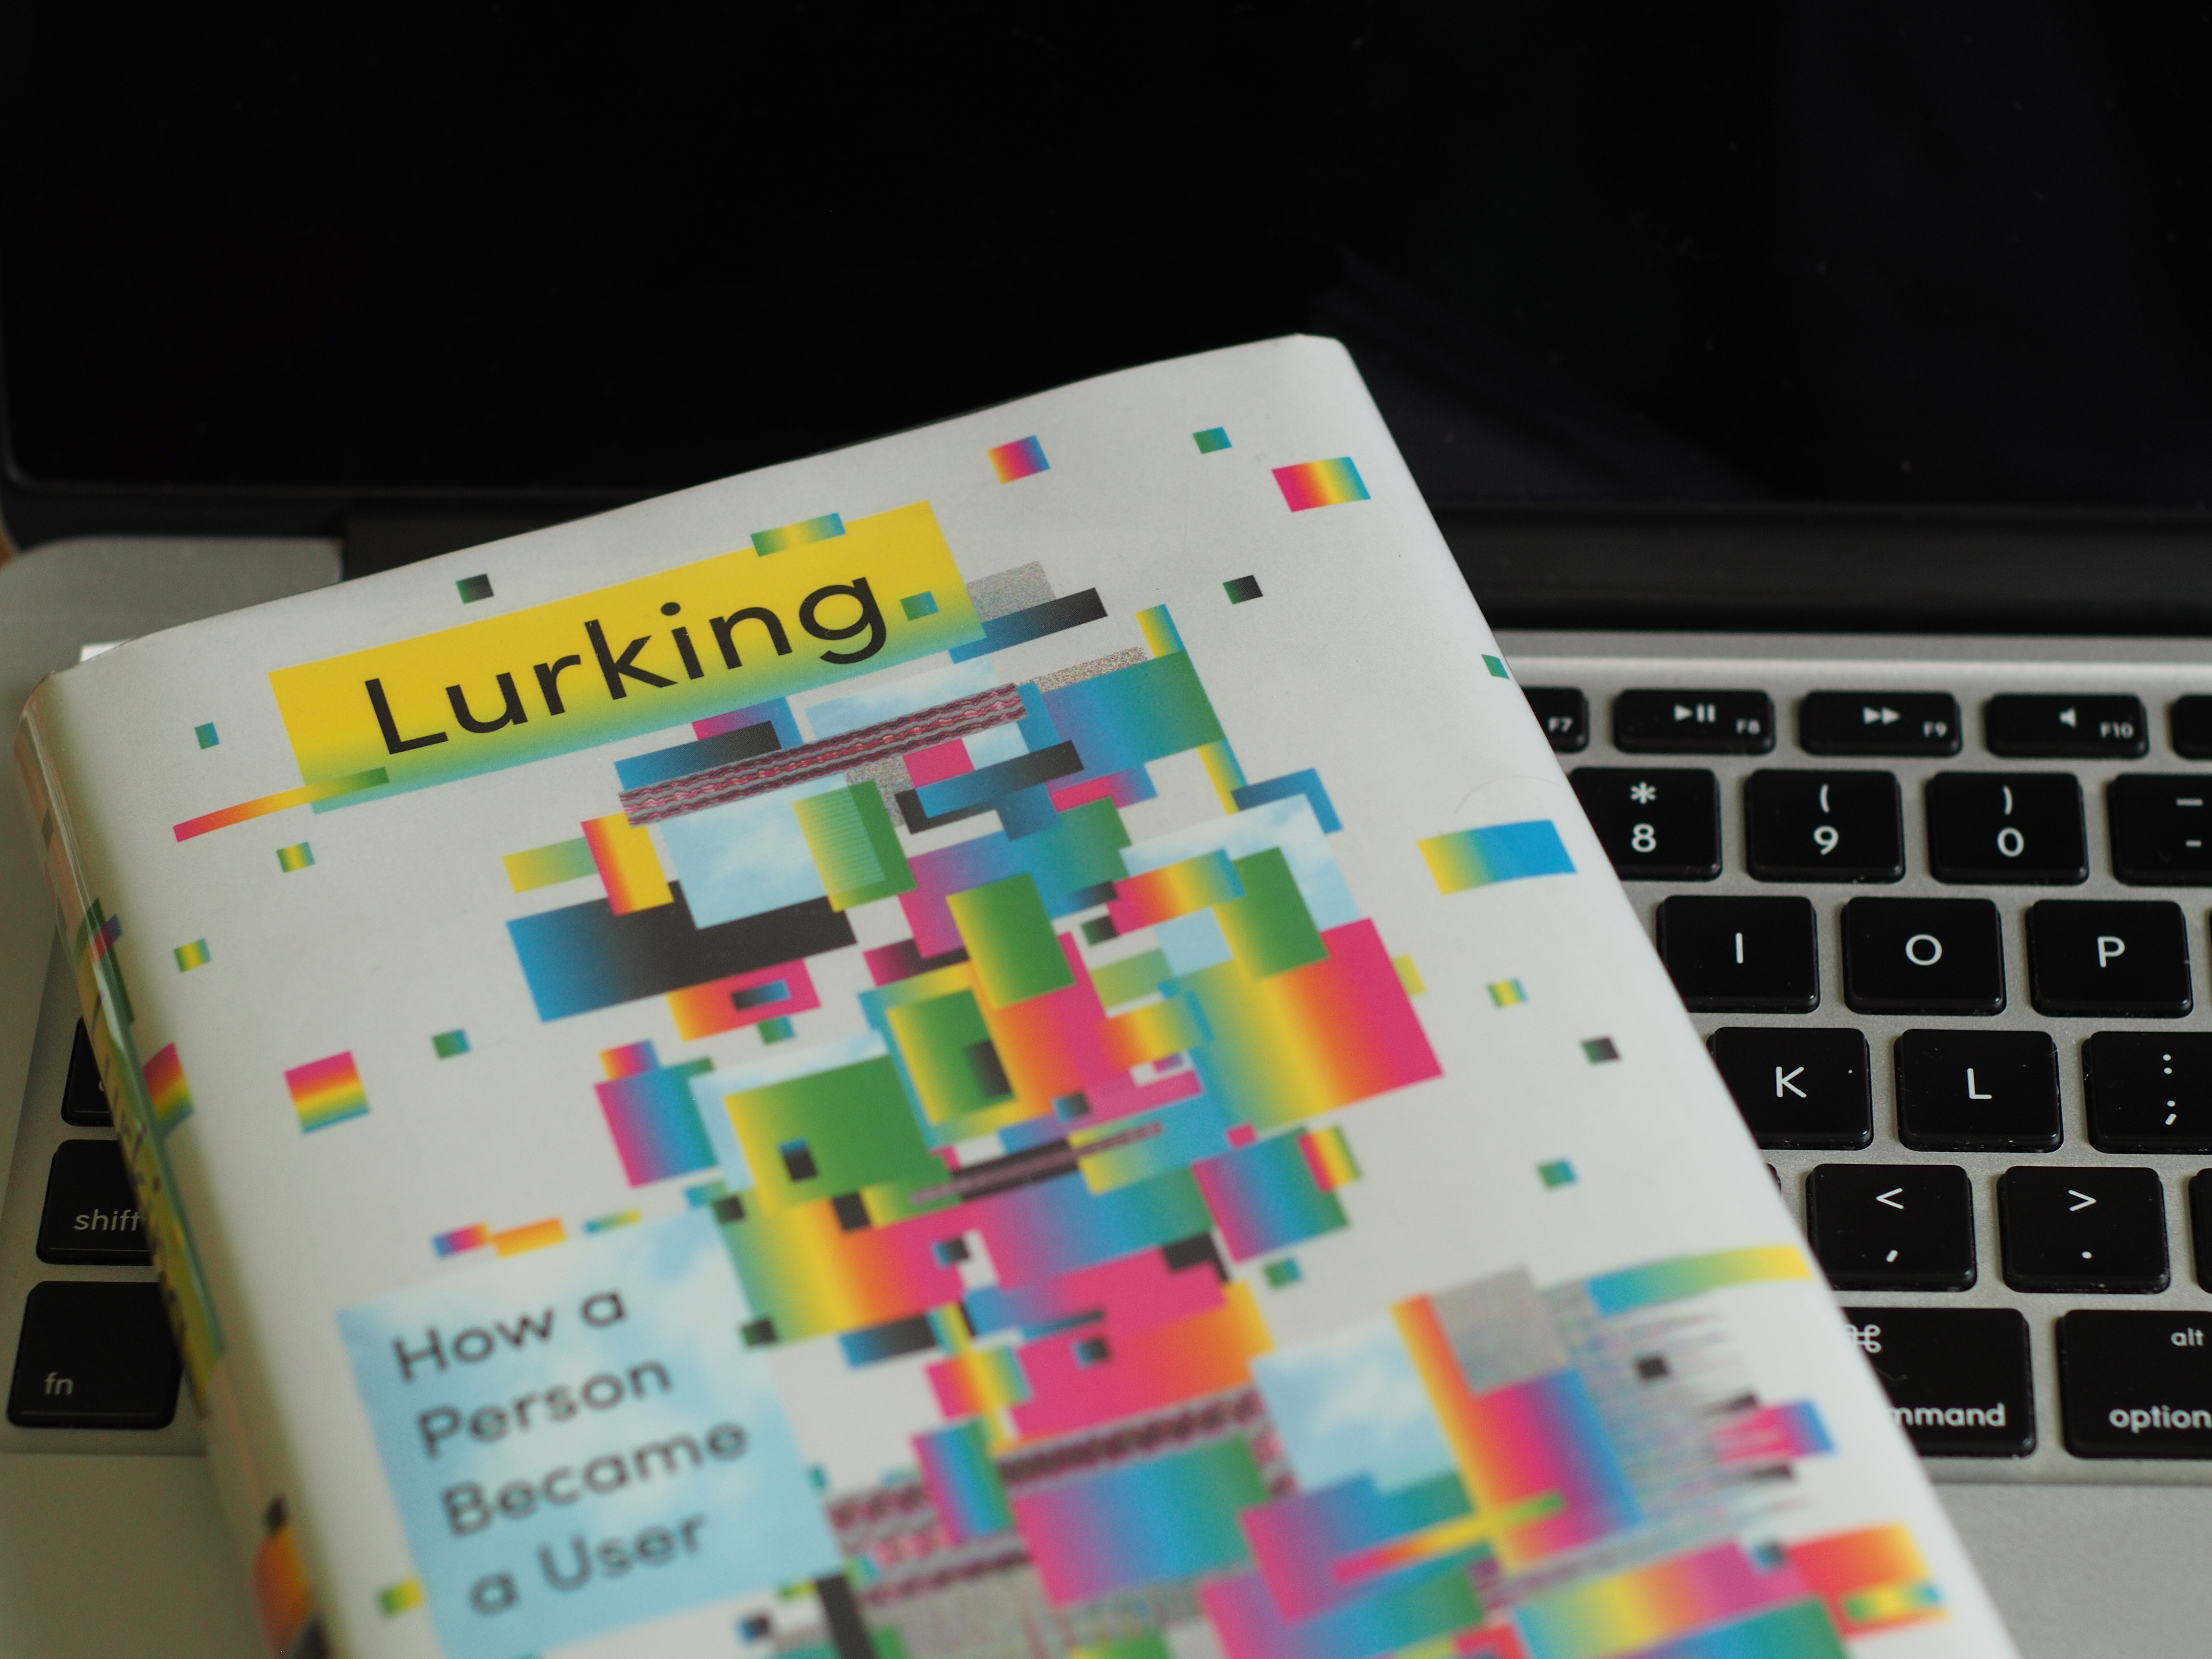 Lurking
How a
Person
Became
a User
F7 F8 F9 F10
* ( ) —
8 9 0 -
I O P
K L : ;
shift < , > .
fn ⌘ alt
option